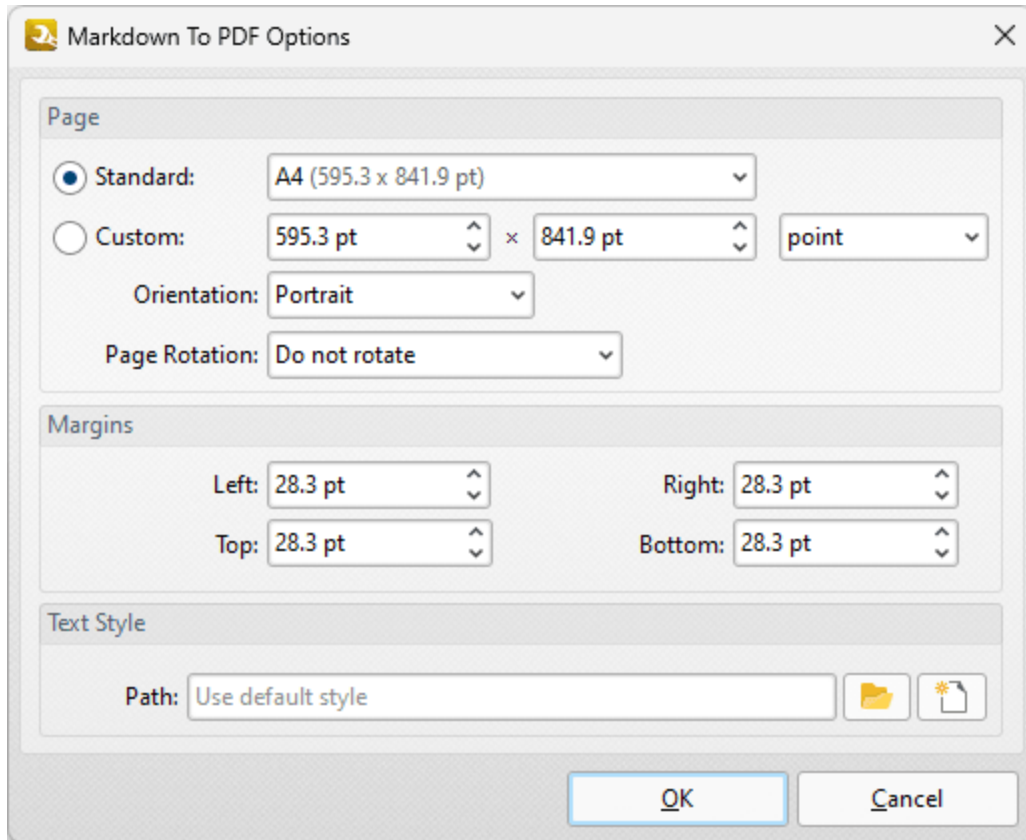 Markdown To PDF Options
Page
Standard: A4 (595.3 x 841.9 pt)
Custom: 595.3 pt × 841.9 pt point
Orientation: Portrait
Page Rotation: Do not rotate
Margins
Left: 28.3 pt Right: 28.3 pt
Top: 28.3 pt Bottom: 28.3 pt
Text Style
Path: Use default style
OK Cancel